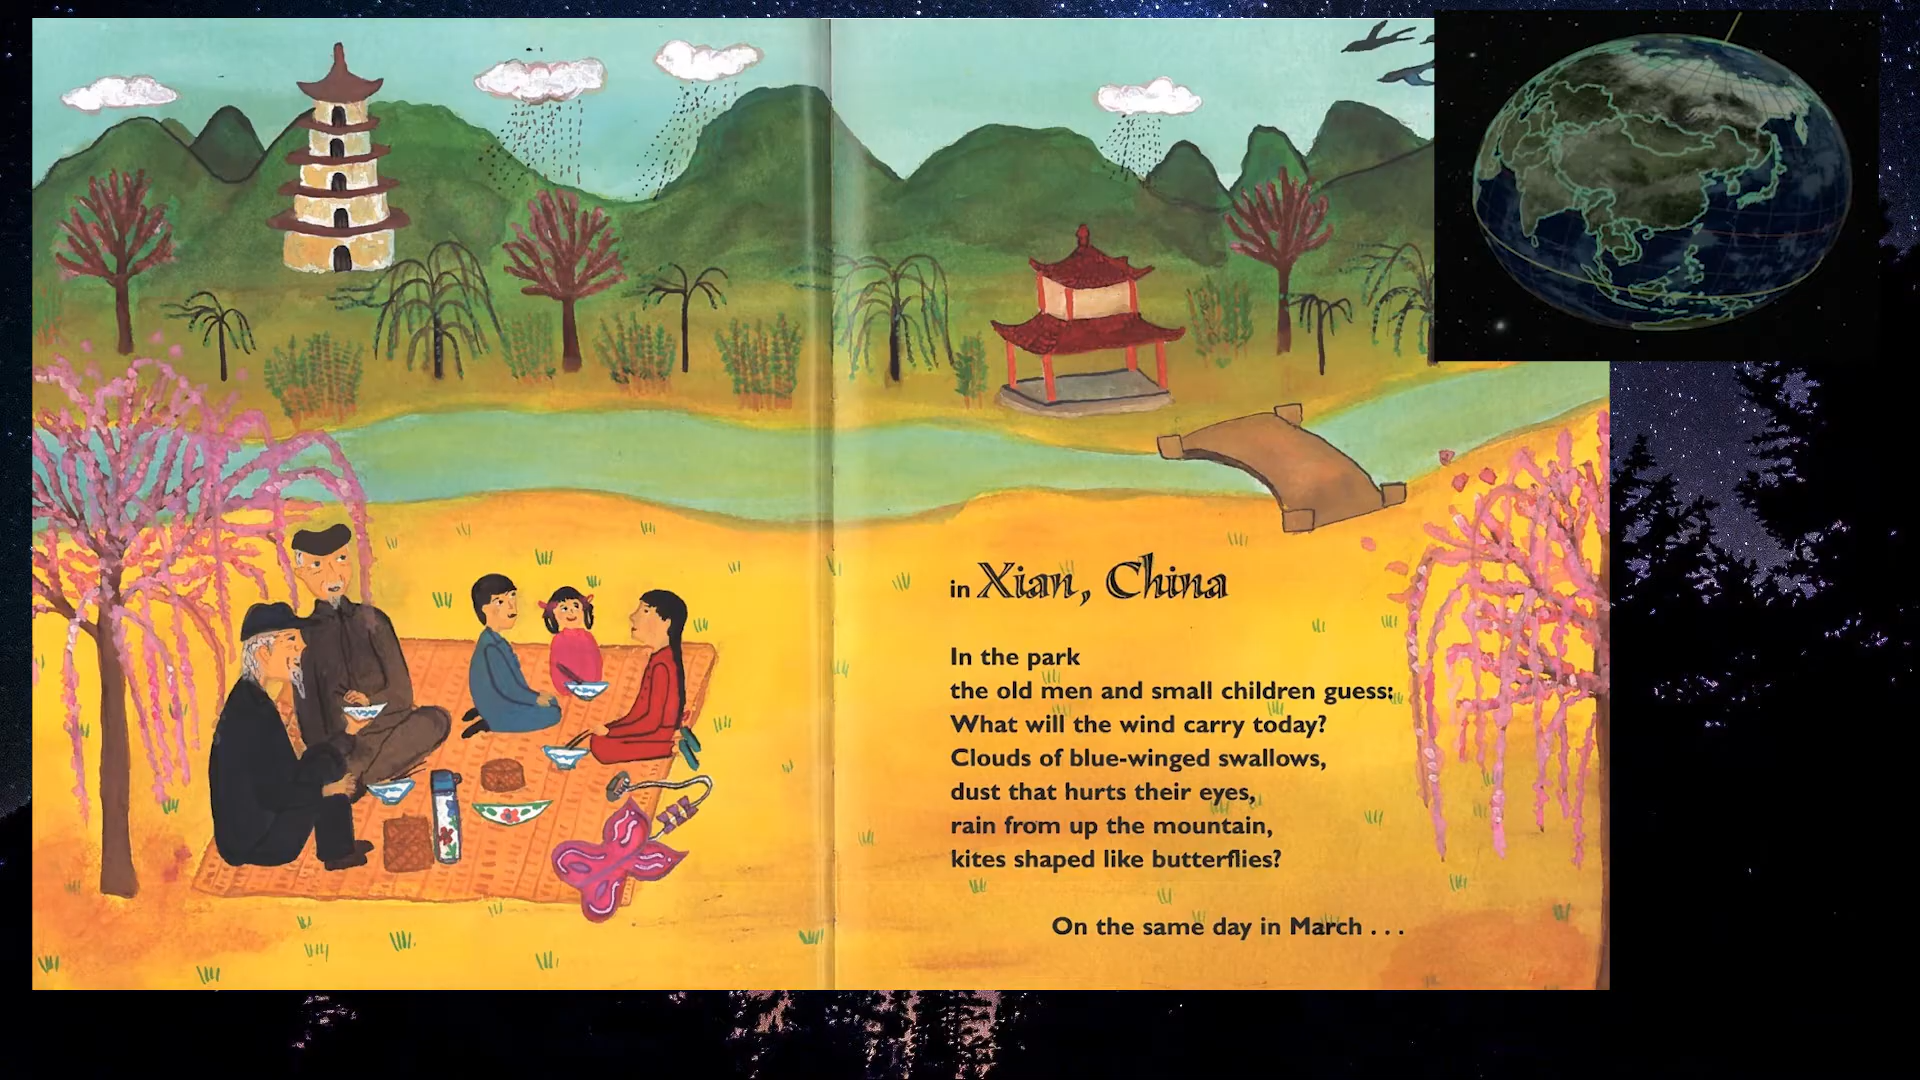 in Xian, China
In the park
the old men and small children guess:
What will the wind carry today?
Clouds of blue-winged swallows,
dust that hurts their eyes,
rain from up the mountain,
kites shaped like butterflies?
On the same day in March . . .